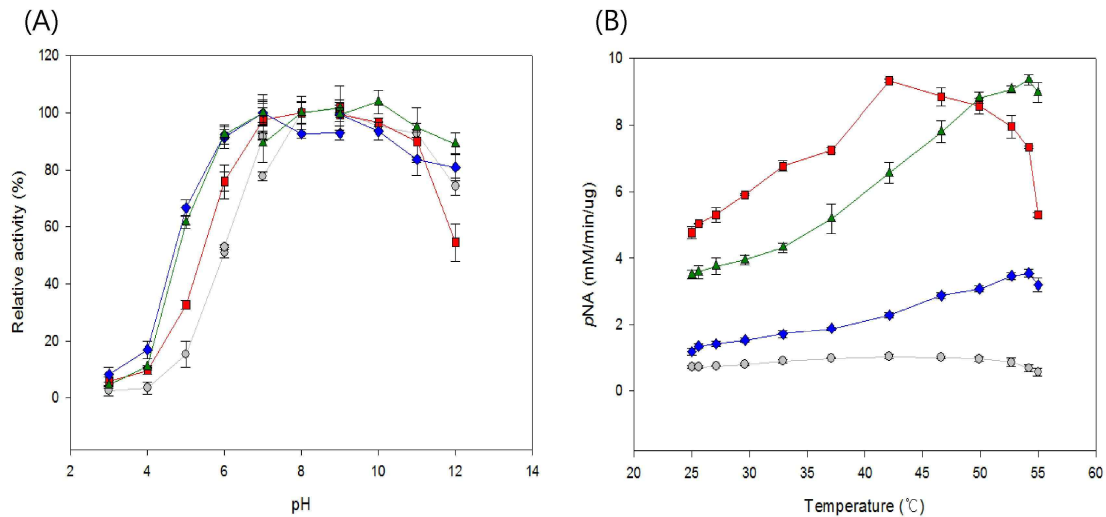 (A)
Relative activity (%)
120
100
80
60
40
20
0
2 4 6 8 10 12 14
pH
(B)
pNA (mM/min/ug)
10
8
6
4
2
0
20 25 30 35 40 45 50 55 60
Temperature (℃)